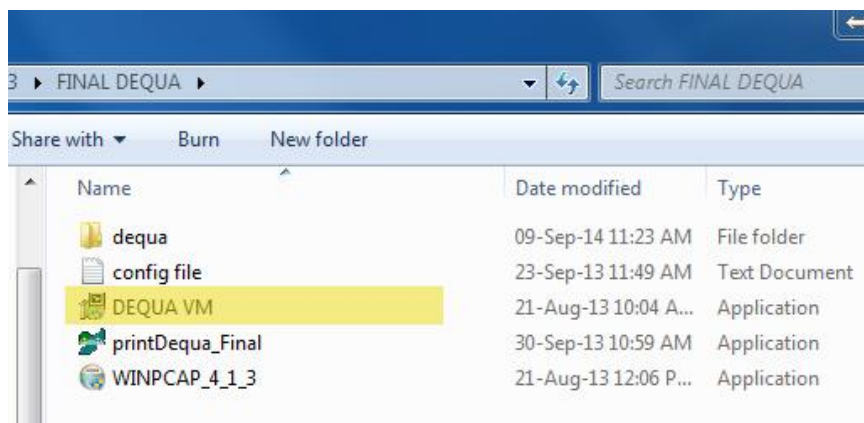 3 ▸ FINAL DEQUA ▸ Search FINAL DEQUA
Share with Burn New folder
Name Date modified Type
dequa 09-Sep-14 11:23 AM File folder
config file 23-Sep-13 11:49 AM Text Document
DEQUA VM 21-Aug-13 10:04 A... Application
printDequa_Final 30-Sep-13 10:59 AM Application
WINPCAP_4_1_3 21-Aug-13 12:06 P... Application